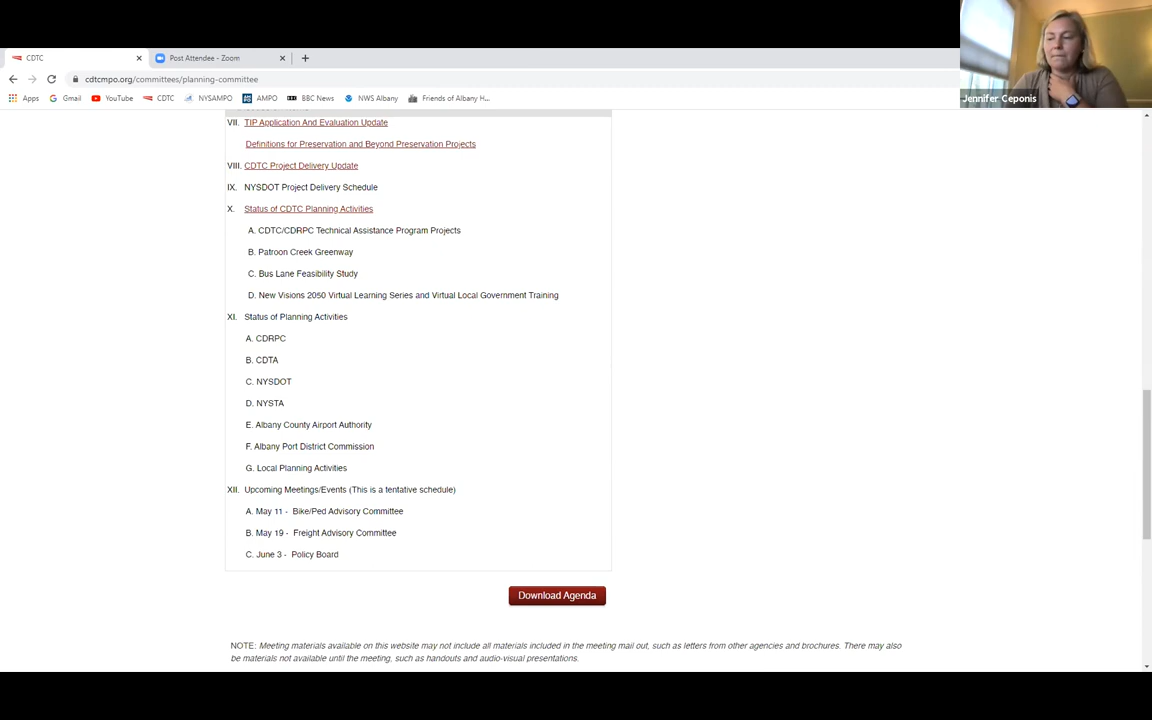 CDTC
Post Attendee - Zoom
cdtcmpo.org/committees/planning-committee
Apps Gmail YouTube CDTC NYSAMPO AMPO BBC News NWS Albany Friends of Albany H...
Jennifer Ceponis
VII. TIP Application And Evaluation Update
Definitions for Preservation and Beyond Preservation Projects
VIII. CDTC Project Delivery Update
IX. NYSDOT Project Delivery Schedule
X. Status of CDTC Planning Activities
A. CDTC/CDRPC Technical Assistance Program Projects
B. Patroon Creek Greenway
C. Bus Lane Feasibility Study
D. New Visions 2050 Virtual Learning Series and Virtual Local Government Training
XI. Status of Planning Activities
A. CDRPC
B. CDTA
C. NYSDOT
D. NYSTA
E. Albany County Airport Authority
F. Albany Port District Commission
G. Local Planning Activities
XII. Upcoming Meetings/Events (This is a tentative schedule)
A. May 11 - Bike/Ped Advisory Committee
B. May 19 - Freight Advisory Committee
C. June 3 - Policy Board
Download Agenda
NOTE: Meeting materials available on this website may not include all materials included in the meeting mail out, such as letters from other agencies and brochures. There may also
be materials not available until the meeting, such as handouts and audio-visual presentations.